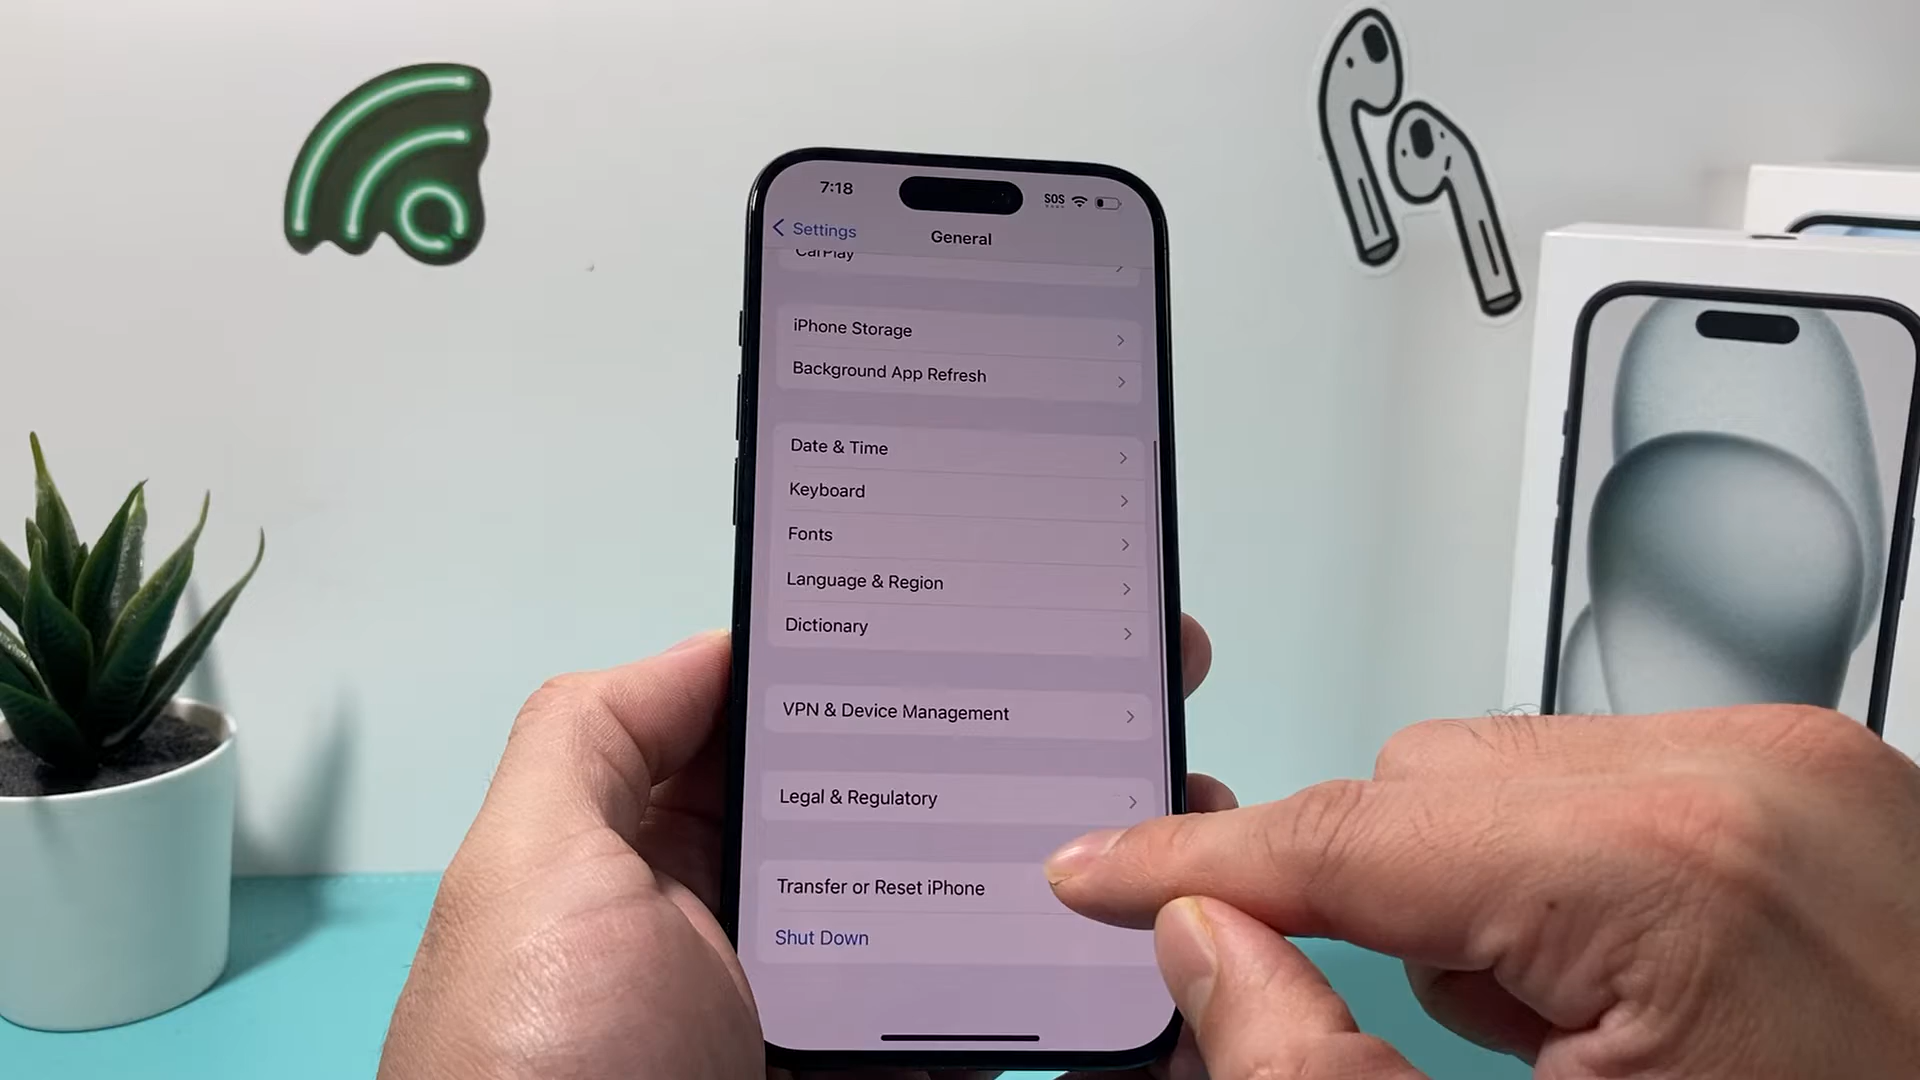 7:18
SOS
Settings
General
CarPlay
iPhone Storage
Background App Refresh
Date & Time
Keyboard
Fonts
Language & Region
Dictionary
VPN & Device Management
Legal & Regulatory
Transfer or Reset iPhone
Shut Down